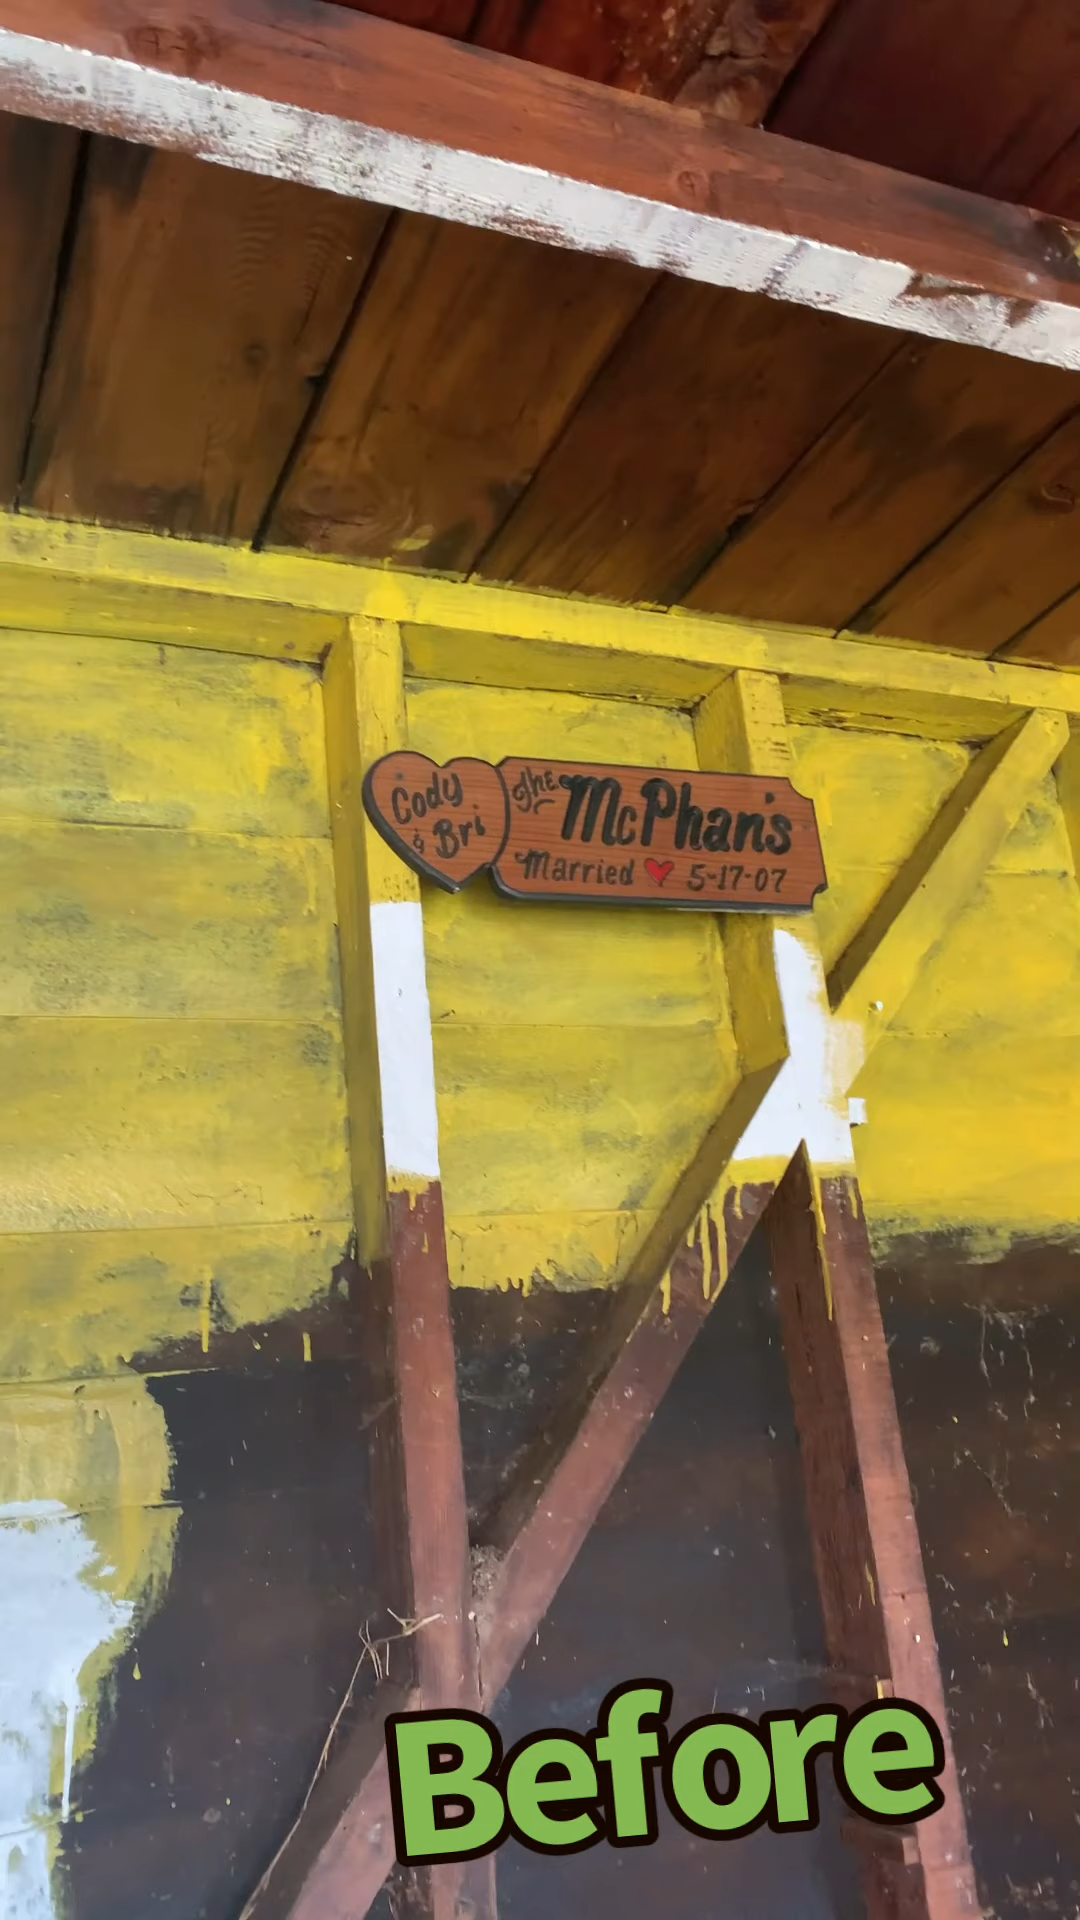 Cody
& Bri
The McPhan's
Married ❤ 5-17-07
Before